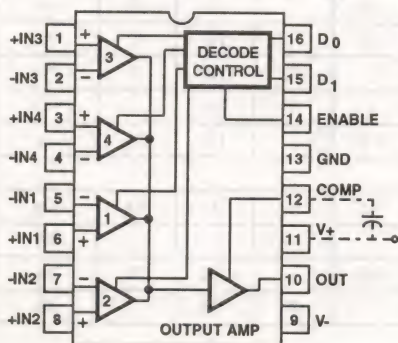 +IN3 1
-IN3 2
+IN4 3
-IN4 4
-IN1 5
+IN1 6
-IN2 7
+IN2 8
+ 3 -
+ 4 -
- 1 +
- 2 +
DECODE
CONTROL
OUTPUT AMP
16 D0
15 D1
14 ENABLE
13 GND
12 COMP
11 V+
10 OUT
9 V-